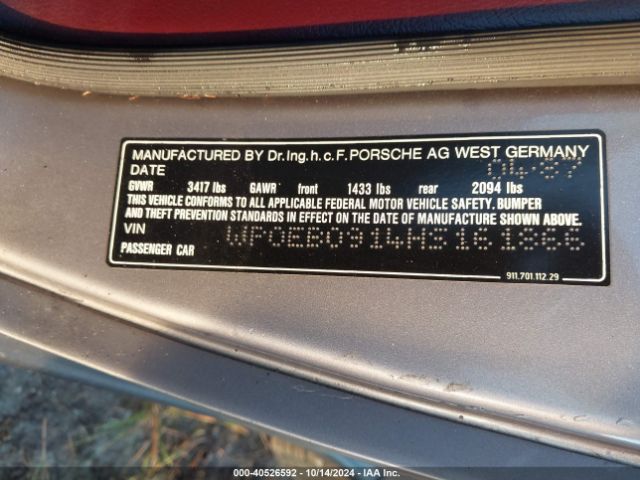 MANUFACTURED BY Dr.Ing.h.c.F.PORSCHE AG WEST GERMANY
DATE 04-87
GVWR 3417 lbs GAWR front 1433 lbs rear 2094 lbs
THIS VEHICLE CONFORMS TO ALL APPLICABLE FEDERAL MOTOR VEHICLE SAFETY, BUMPER
AND THEFT PREVENTION STANDARDS IN EFFECT ON THE DATE OF MANUFACTURE SHOWN ABOVE.
VIN WP0EB0914HS161866
PASSENGER CAR
911.701.112.29
000-40526592 - 10/14/2024 - IAA Inc.